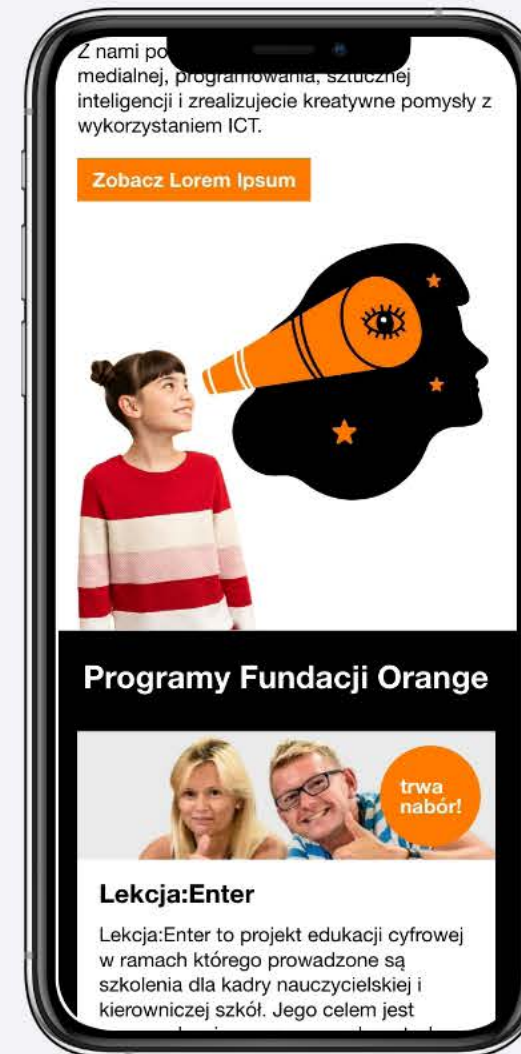 Z nami po
medialnej, programowania, sztucznej
inteligencji i zrealizujecie kreatywne pomysły z
wykorzystaniem ICT.
Zobacz Lorem Ipsum
Programy Fundacji Orange
trwa
nabór!
Lekcja:Enter
Lekcja:Enter to projekt edukacji cyfrowej
w ramach którego prowadzone są
szkolenia dla kadry nauczycielskiej i
kierowniczej szkół. Jego celem jest